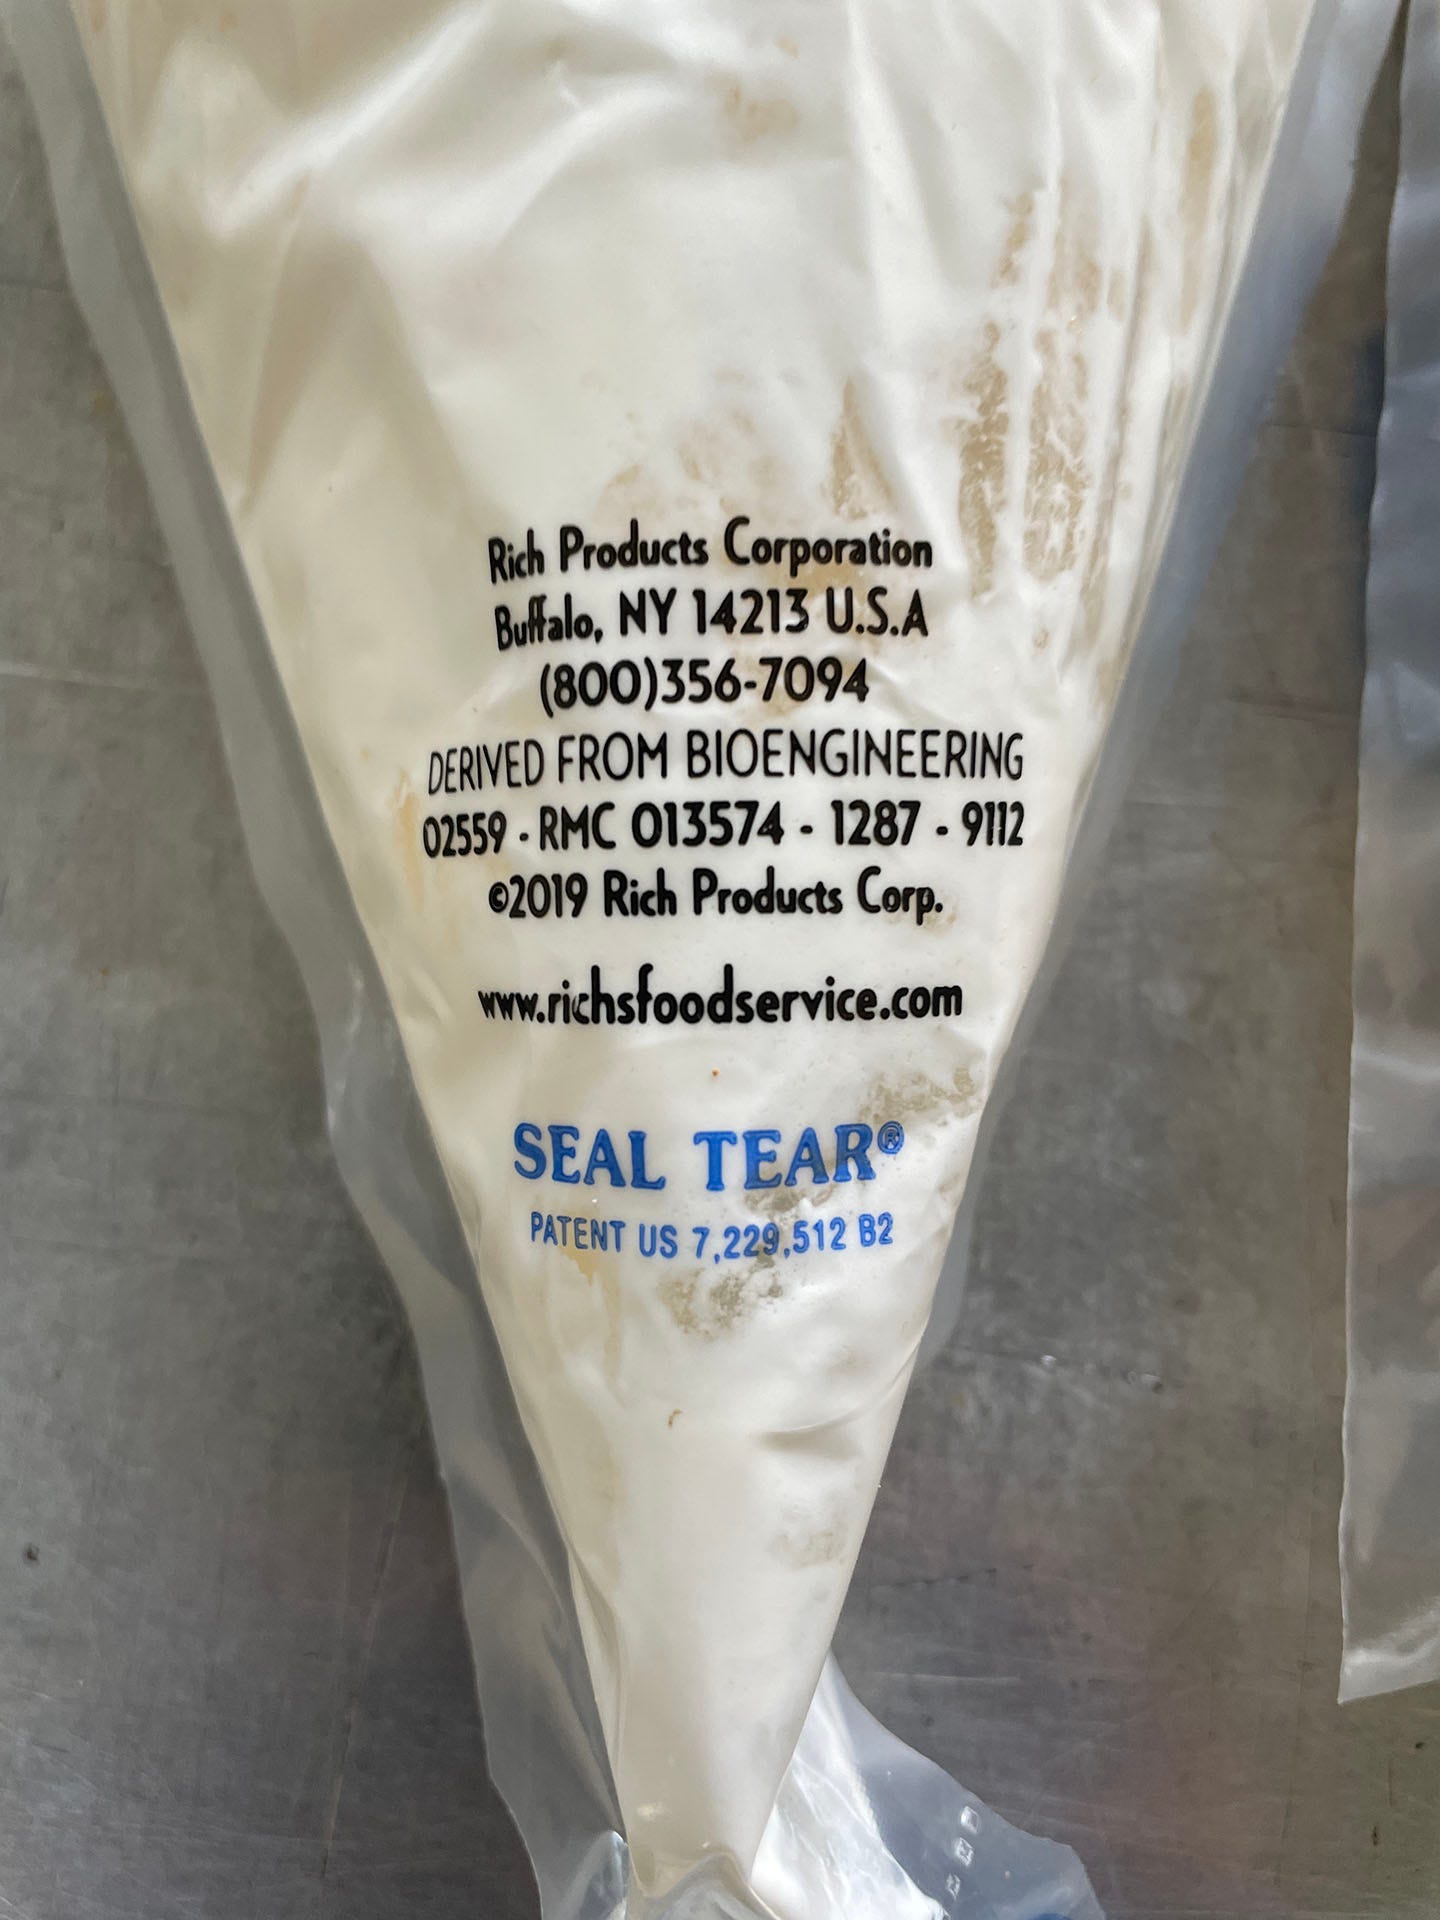 Rich Products Corporation
Buffalo, NY 14213 U.S.A
(800)356-7094
DERIVED FROM BIOENGINEERING
02559 - RMC 013574 - 1287 - 9112
©2019 Rich Products Corp.
www.richsfoodservice.com
SEAL TEAR®
PATENT US 7,229,512 B2